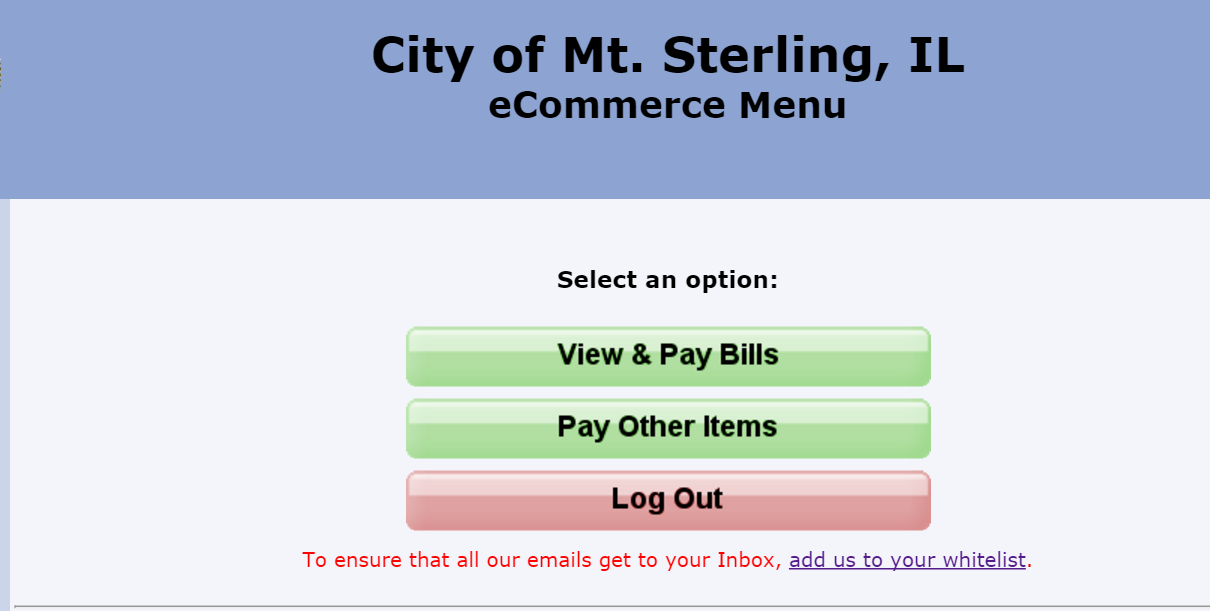 City of Mt. Sterling, IL
eCommerce Menu
Select an option:
View & Pay Bills
Pay Other Items
Log Out
To ensure that all our emails get to your Inbox, add us to your whitelist.